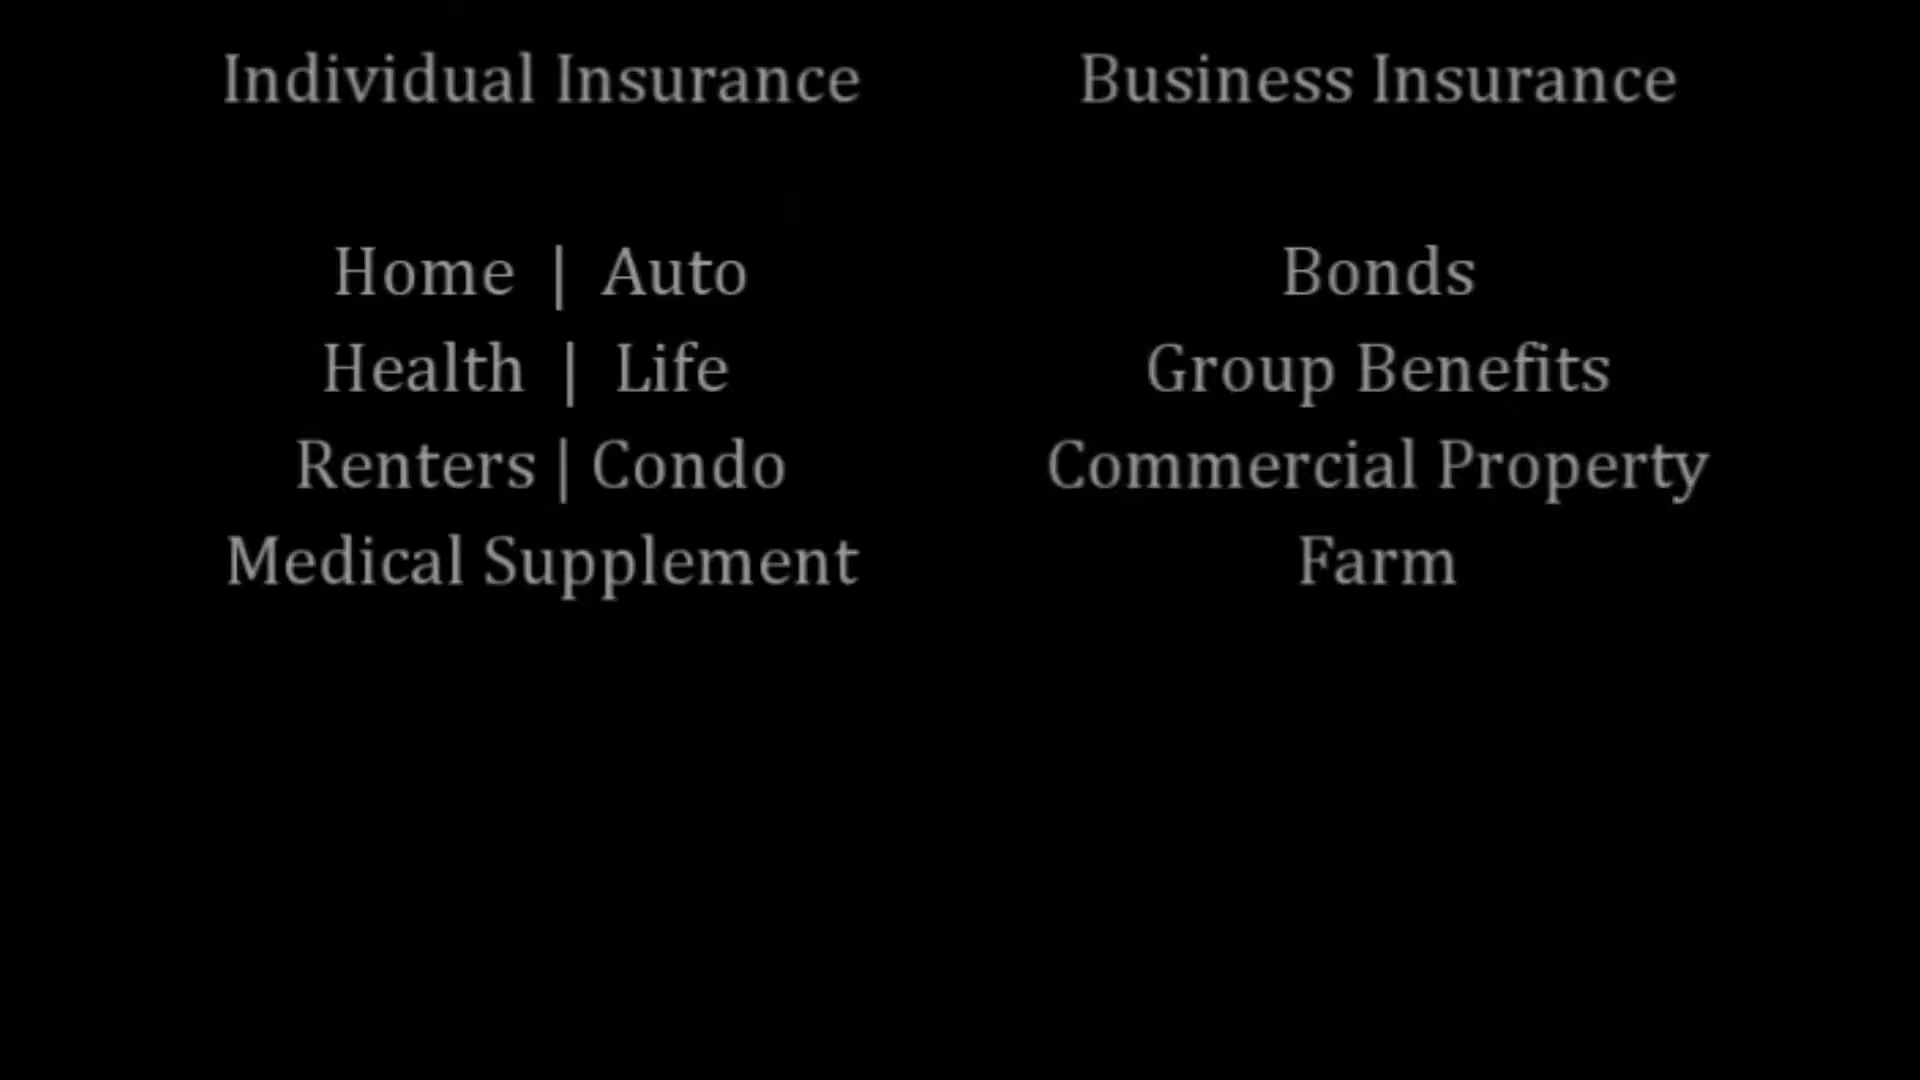 Individual Insurance
Home | Auto
Health | Life
Renters | Condo
Medical Supplement
Business Insurance
Bonds
Group Benefits
Commercial Property
Farm